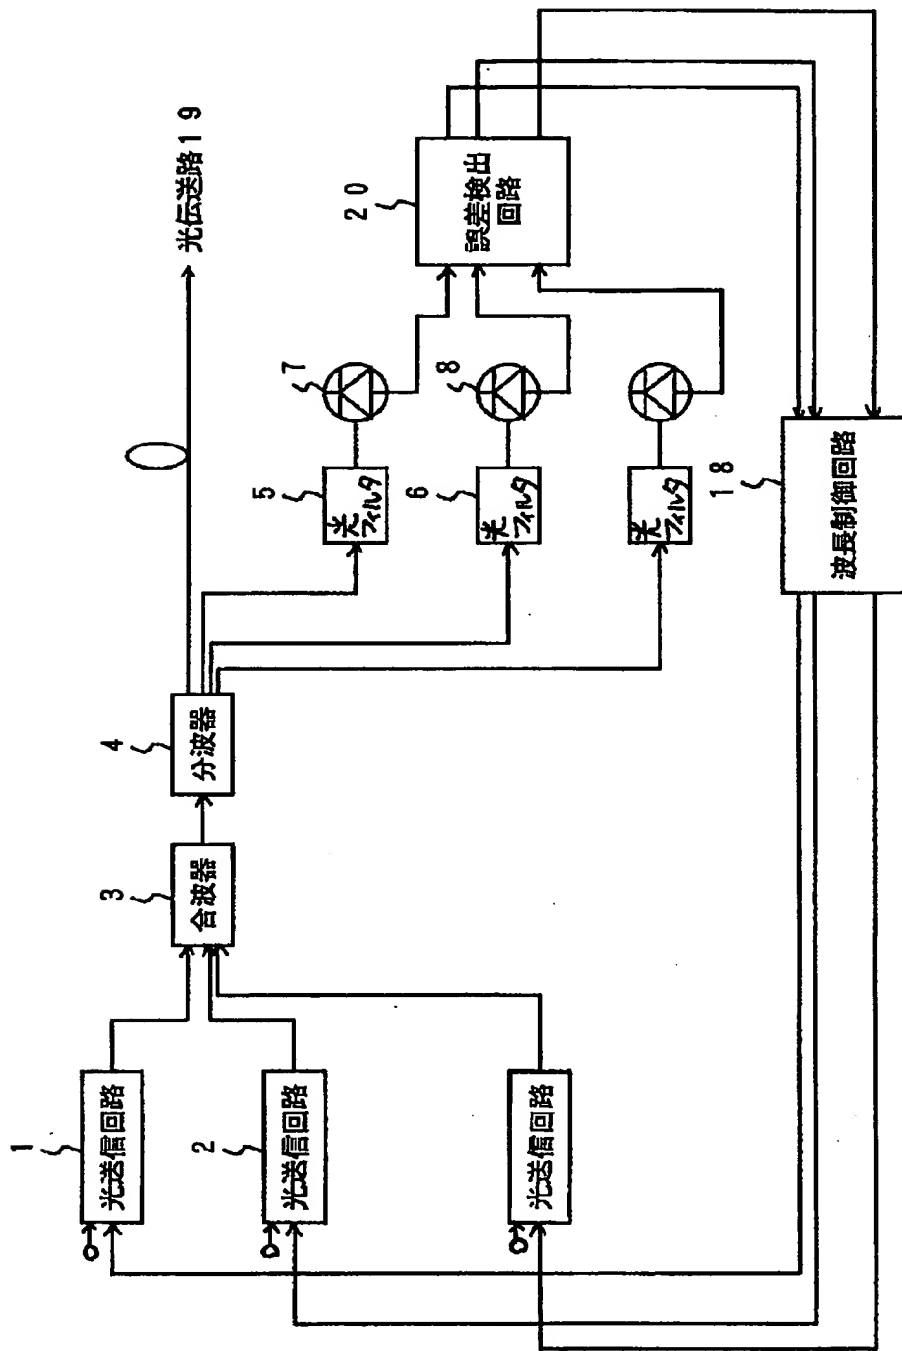 1
光送信回路
2
光送信回路
光送信回路
3
合波器
4
分波器
光伝送路19
5
光
フィルタ
6
光
フィルタ
光
フィルタ
7
8
20
誤差検出
回路
18
波長制御回路